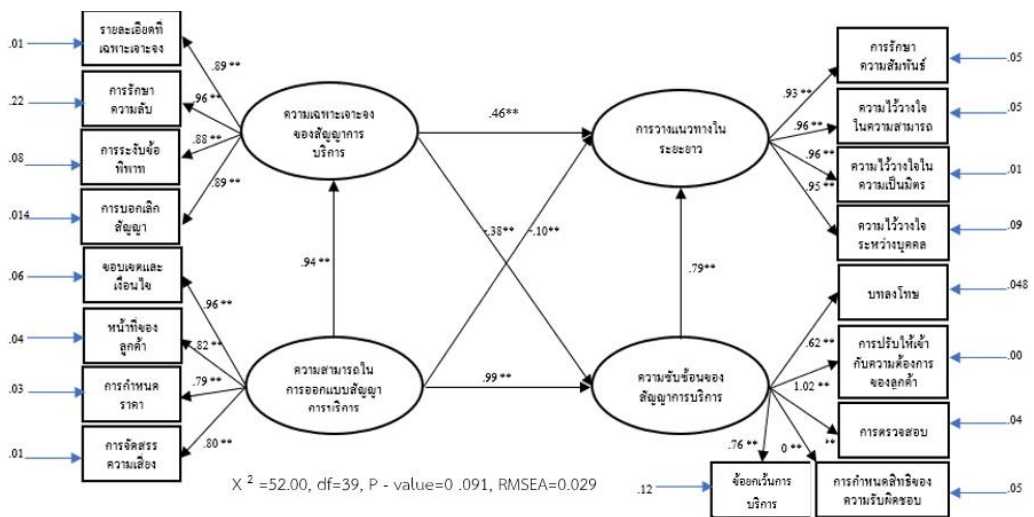 .01
รายละเอียดที่
เฉพาะเจาะจง
.89 **
.22
การรักษา
ความลับ
.96 **
.08
การระงับข้อ
พิพาท
.88 **
.014
การบอกเลิก
สัญญา
.89 **
ความเฉพาะเจาะจง
ของสัญญาการ
บริการ
.46**
การวางแนวทางใน
ระยะยาว
.93 **
การรักษา
ความสัมพันธ์
.05
.96 **
ความไว้วางใจ
ในความสามารถ
.05
.96 **
ความไว้วางใจใน
ความเป็นมิตร
.01
.95 **
ความไว้วางใจ
ระหว่างบุคคล
.09
.94 **
-.38**
-.10**
.79**
.06
ขอบเขตและ
เงื่อนไข
.96 **
.04
หน้าที่ของ
ลูกค้า
.82 **
.03
การกำหนด
ราคา
.79 **
.01
การจัดสรร
ความเสี่ยง
.80 **
ความสามารถใน
การออกแบบสัญญา
การบริการ
.99 **
ความซับซ้อนของ
สัญญาการบริการ
.62 **
บทลงโทษ
.048
1.02 **
การปรับให้เข้า
กับความต้องการ
ของลูกค้า
.00
**
การตรวจสอบ
.04
.76 **
0 **
.12
ข้อยกเว้นการ
บริการ
การกำหนดสิทธิของ
ความรับผิดชอบ
.05
X ² =52.00, df=39, P - value=0 .091, RMSEA=0.029